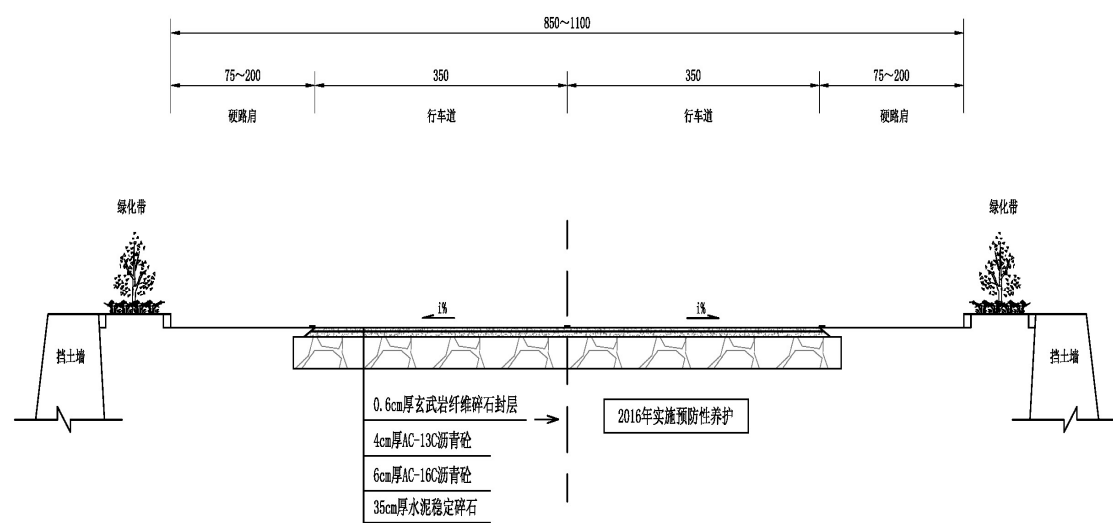 850～1100
75～200
350
350
75～200
硬路肩
行车道
行车道
硬路肩
绿化带
绿化带
i%
i%
挡土墙
挡土墙
0.6cm厚玄武岩纤维碎石封层
2016年实施预防性养护
4cm厚AC-13C沥青砼
6cm厚AC-16C沥青砼
35cm厚水泥稳定碎石